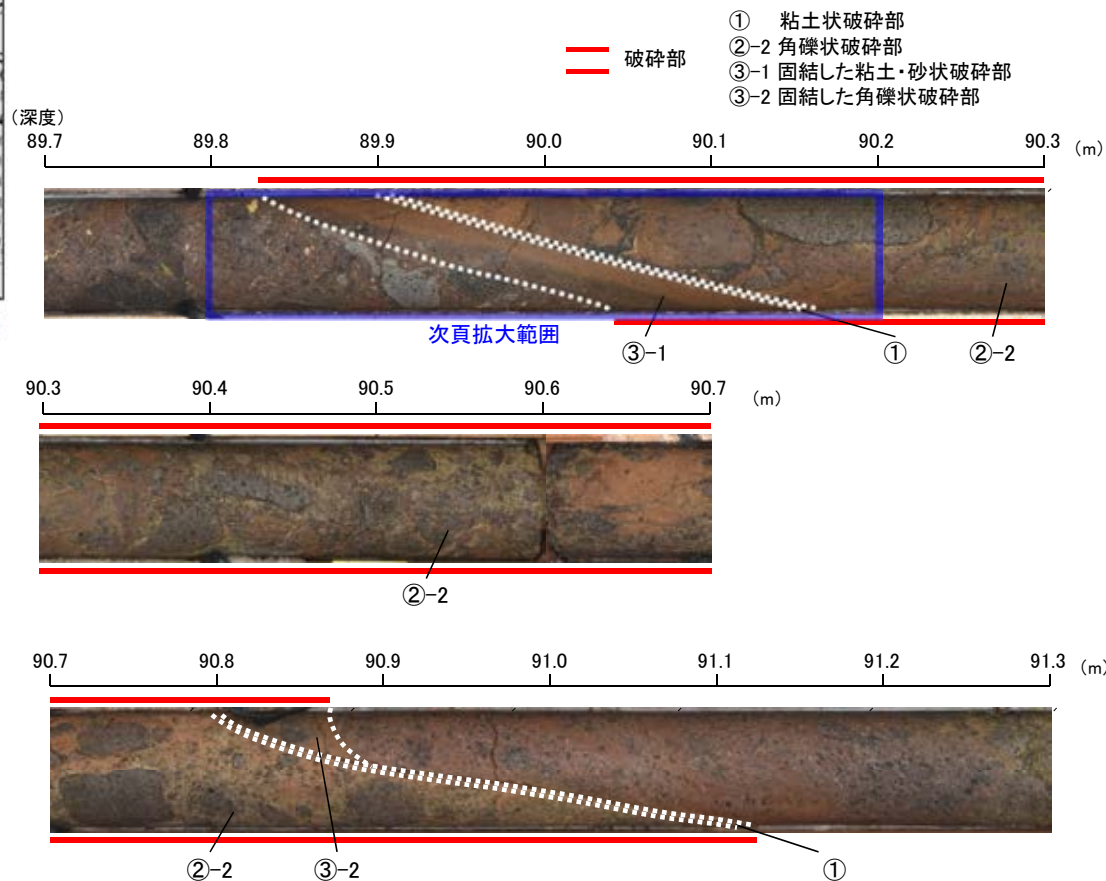 破砕部
① 粘土状破砕部
②-2 角礫状破砕部
③-1 固結した粘土・砂状破砕部
③-2 固結した角礫状破砕部
(深度)
89.7 89.8 89.9 90.0 90.1 90.2 90.3 (m)
次頁拡大範囲
③-1 ① ②-2
90.3 90.4 90.5 90.6 90.7 (m)
②-2
90.7 90.8 90.9 91.0 91.1 91.2 91.3 (m)
②-2 ③-2 ①